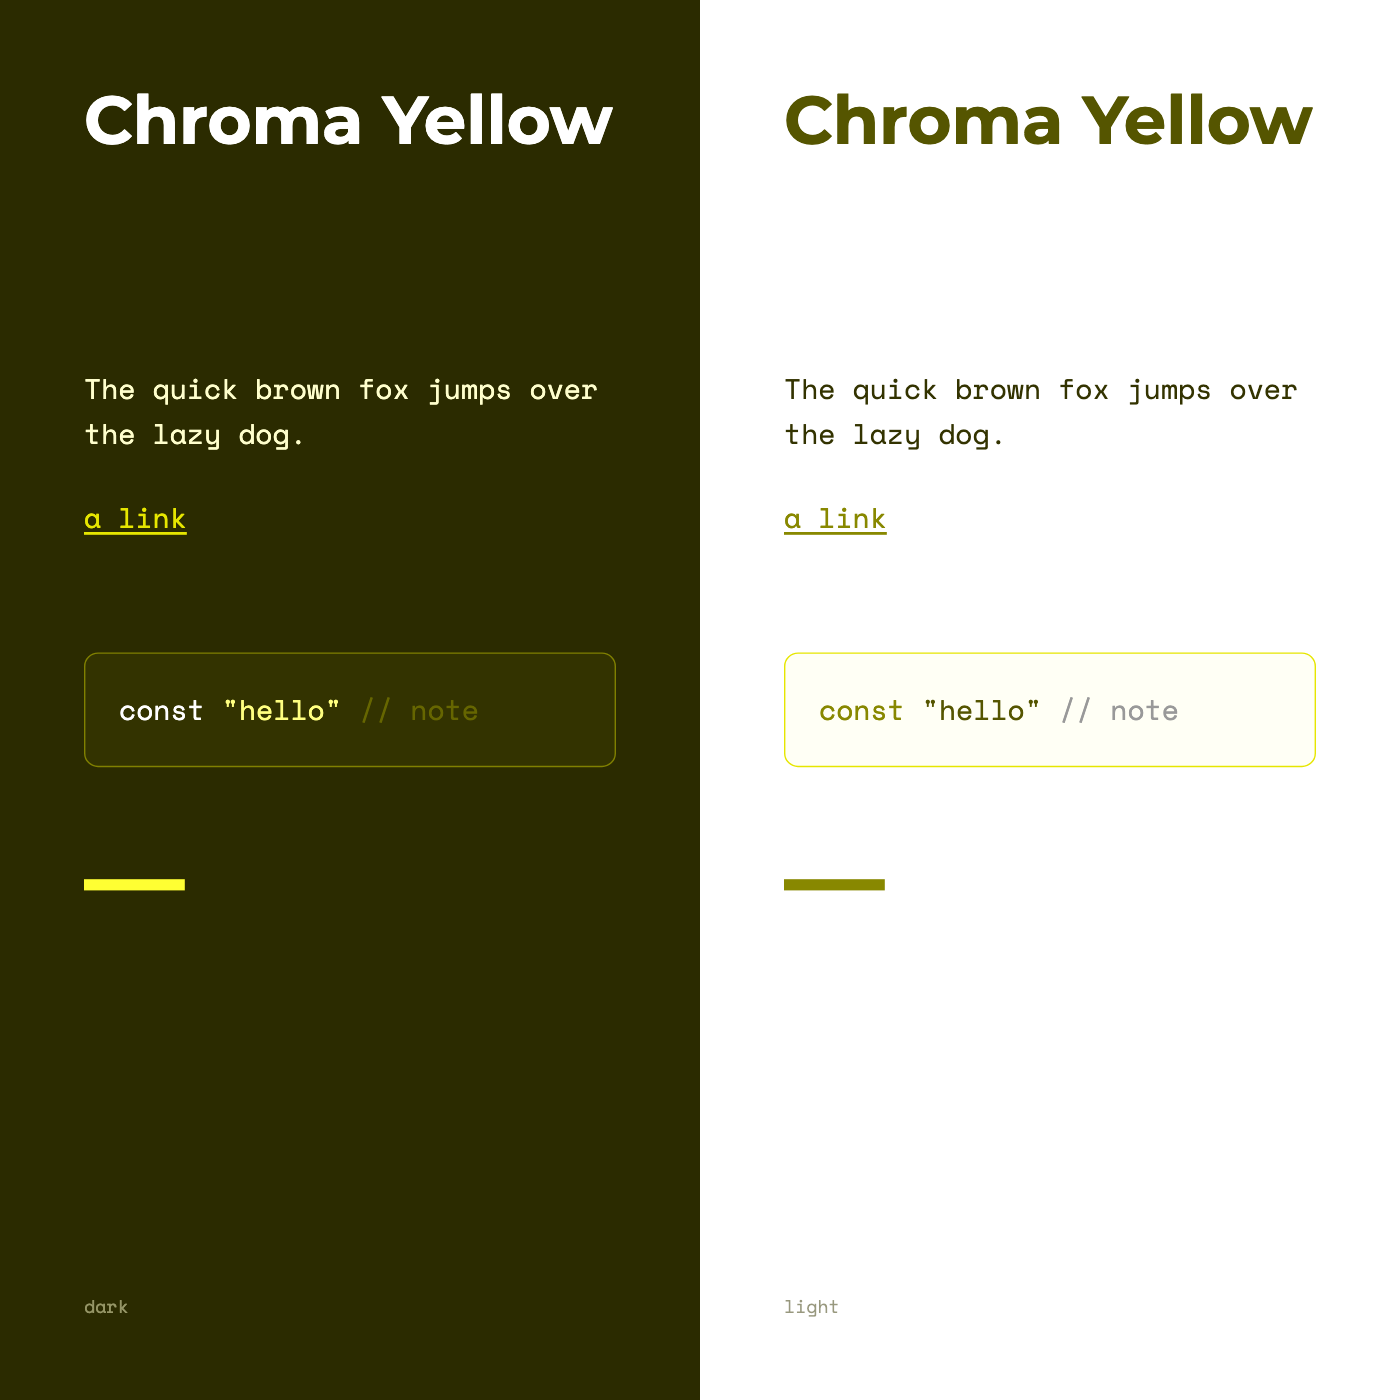 Chroma Yellow
The quick brown fox jumps over
the lazy dog.
a link
const "hello" // note
dark
Chroma Yellow
The quick brown fox jumps over
the lazy dog.
a link
const "hello" // note
light